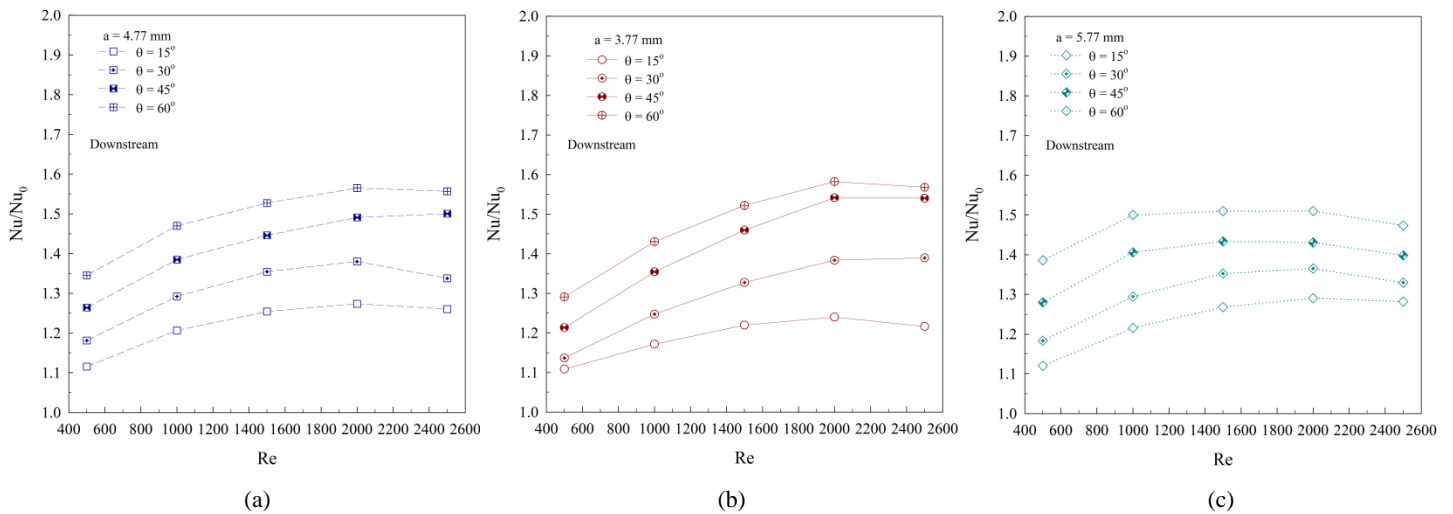 2.0
1.9
1.8
1.7
1.6
1.5
1.4
1.3
1.2
1.1
1.0
Nu/Nu₀
a = 4.77 mm
θ = 15°
θ = 30°
θ = 45°
θ = 60°
Downstream
400 600 800 1000 1200 1400 1600 1800 2000 2200 2400 2600
Re
(a)
2.0
1.9
1.8
1.7
1.6
1.5
1.4
1.3
1.2
1.1
1.0
Nu/Nu₀
a = 3.77 mm
θ = 15°
θ = 30°
θ = 45°
θ = 60°
Downstream
400 600 800 1000 1200 1400 1600 1800 2000 2200 2400 2600
Re
(b)
2.0
1.9
1.8
1.7
1.6
1.5
1.4
1.3
1.2
1.1
1.0
Nu/Nu₀
a = 5.77 mm
θ = 15°
θ = 30°
θ = 45°
θ = 60°
Downstream
400 600 800 1000 1200 1400 1600 1800 2000 2200 2400 2600
Re
(c)